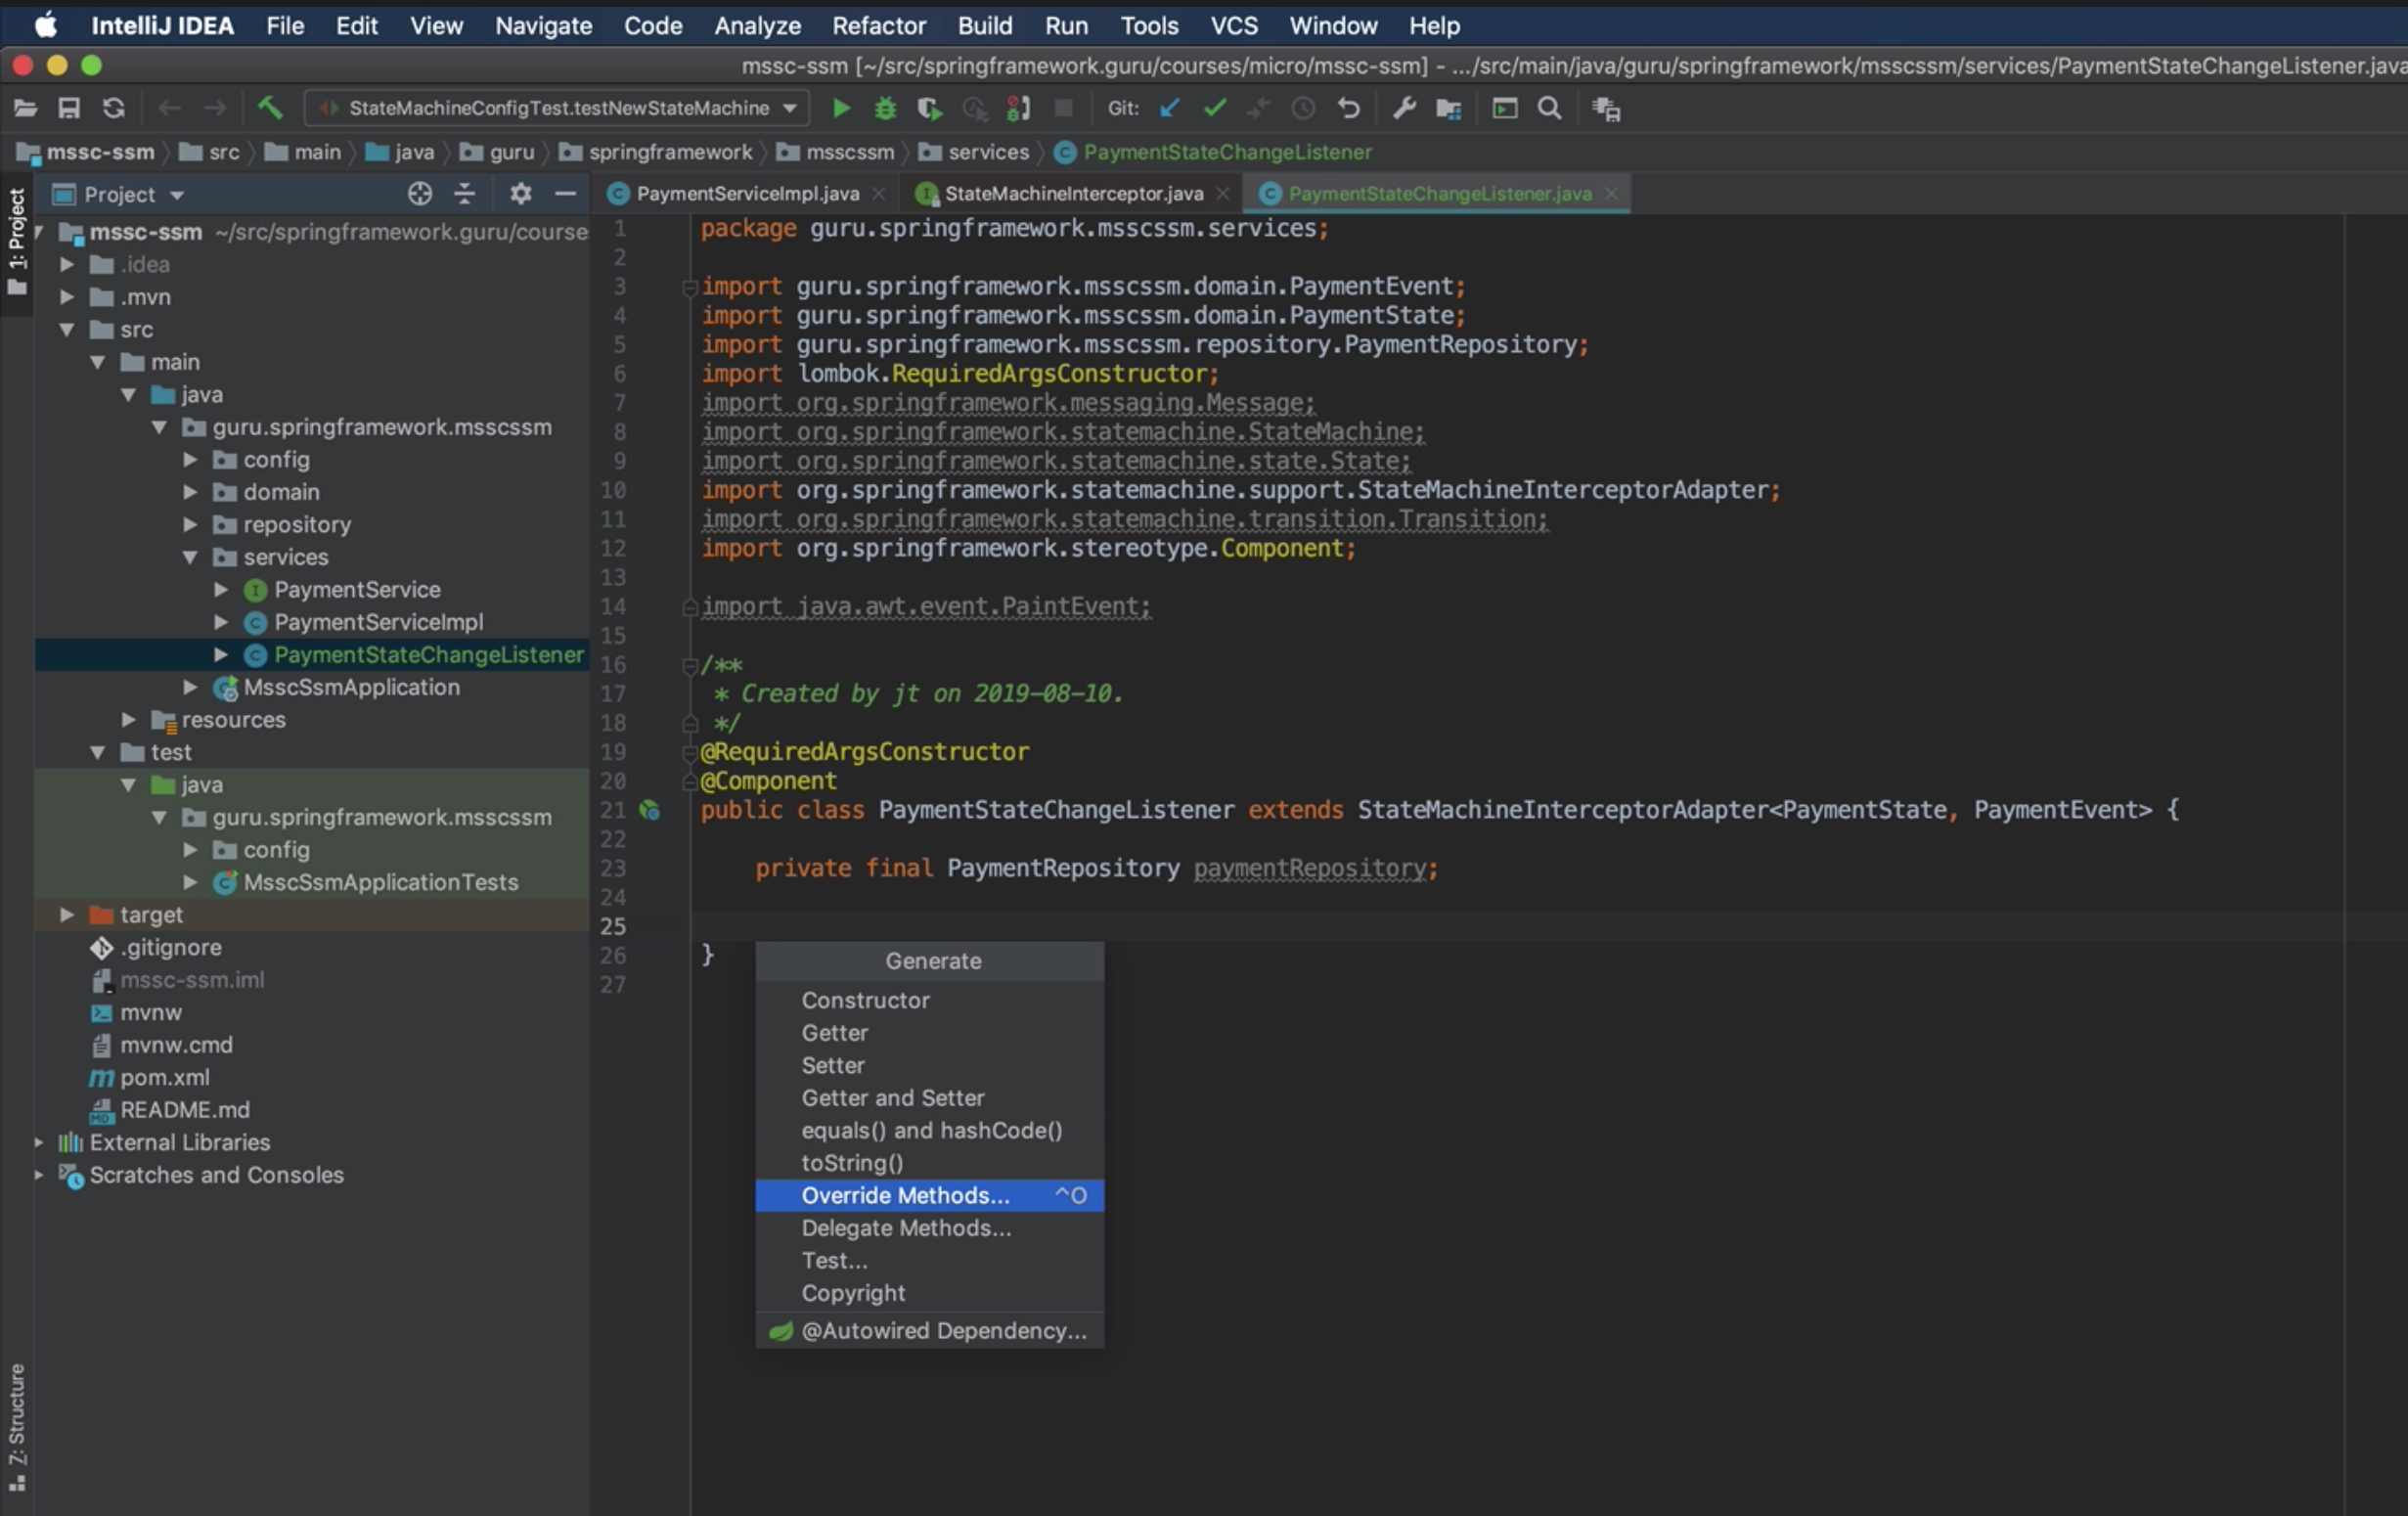 IntelliJ IDEA File Edit View Navigate Code Analyze Refactor Build Run Tools VCS Window Help
mssc-ssm [~/src/springframework.guru/courses/micro/mssc-ssm] - .../src/main/java/guru/springframework/msscssm/services/PaymentStateChangeListener.java
StateMachineConfigTest.testNewStateMachine Git:
mssc-ssm src main java guru springframework msscssm services PaymentStateChangeListener
1: Project
Project
mssc-ssm ~/src/springframework.guru/course
.idea
.mvn
src
main
java
guru.springframework.msscssm
config
domain
repository
services
PaymentService
PaymentServiceImpl
PaymentStateChangeListener
MsscSsmApplication
resources
test
java
guru.springframework.msscssm
config
MsscSsmApplicationTests
target
.gitignore
mssc-ssm.iml
mvnw
mvnw.cmd
pom.xml
README.md
External Libraries
Scratches and Consoles
Z: Structure
PaymentServiceImpl.java StateMachineInterceptor.java PaymentStateChangeListener.java
1 package guru.springframework.msscssm.services;
2
3 import guru.springframework.msscssm.domain.PaymentEvent;
4 import guru.springframework.msscssm.domain.PaymentState;
5 import guru.springframework.msscssm.repository.PaymentRepository;
6 import lombok.RequiredArgsConstructor;
7 import org.springframework.messaging.Message;
8 import org.springframework.statemachine.StateMachine;
9 import org.springframework.statemachine.state.State;
10 import org.springframework.statemachine.support.StateMachineInterceptorAdapter;
11 import org.springframework.statemachine.transition.Transition;
12 import org.springframework.stereotype.Component;
13
14 import java.awt.event.PaintEvent;
15
16 /**
17 * Created by jt on 2019-08-10.
18 */
19 @RequiredArgsConstructor
20 @Component
21 public class PaymentStateChangeListener extends StateMachineInterceptorAdapter<PaymentState, PaymentEvent> {
22
23 private final PaymentRepository paymentRepository;
24
25
26 }
27
Generate
Constructor
Getter
Setter
Getter and Setter
equals() and hashCode()
toString()
Override Methods... ^O
Delegate Methods...
Test...
Copyright
@Autowired Dependency...